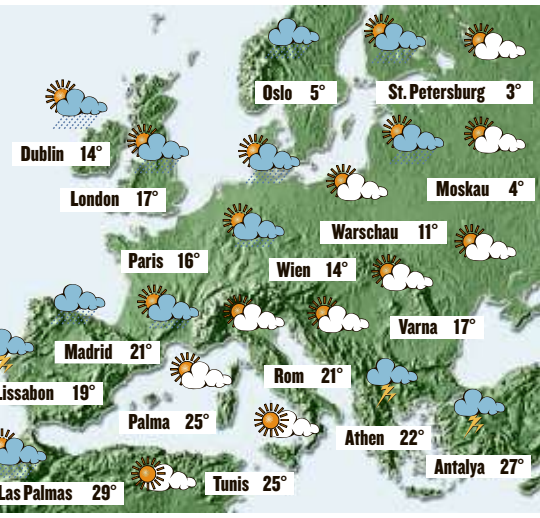 Oslo 5°
St. Petersburg 3°
Dublin 14°
London 17°
Moskau 4°
Warschau 11°
Paris 16°
Wien 14°
Varna 17°
Madrid 21°
Rom 21°
Lissabon 19°
Palma 25°
Athen 22°
Antalya 27°
Las Palmas 29°
Tunis 25°